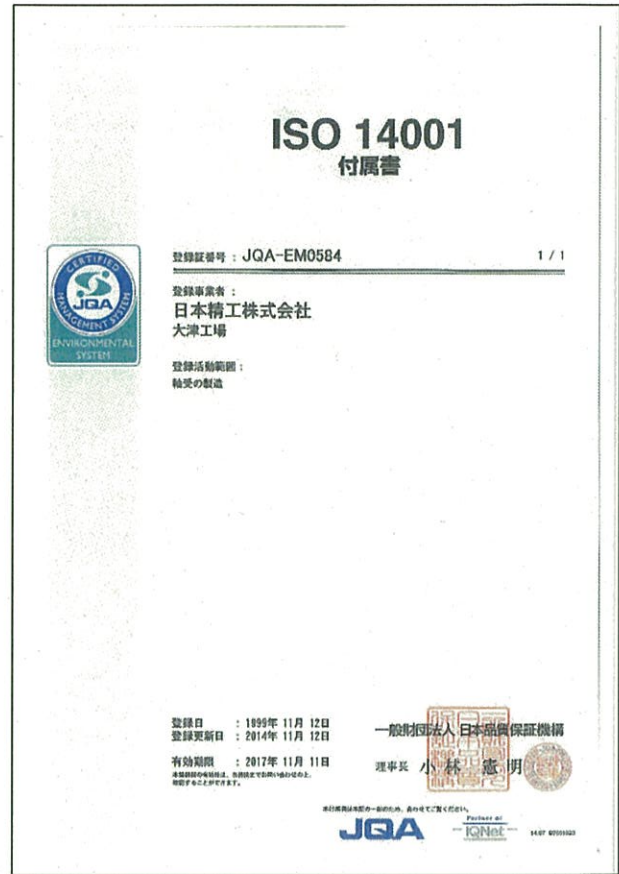 ISO 14001
付属書
登録証番号 : JQA-EM0584
1 / 1
CERTIFIED
MANAGEMENT SYSTEM
JQA
ENVIRONMENTAL
SYSTEM
登録事業者 :
日本精工株式会社
大津工場
登録活動範囲 :
軸受の製造
登録日 : 1999年 11月 12日
登録更新日 : 2014年 11月 12日
有効期限 : 2017年 11月 11日
一般財団法人 日本品質保証機構
理事長 小林 憲明
JQA
Partner of
IQNet